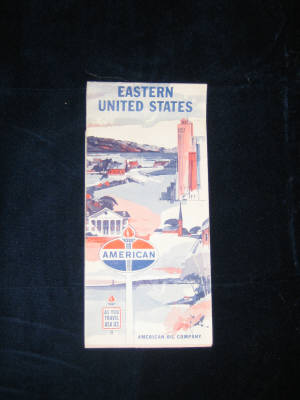 EASTERN
UNITED STATES
AMERICAN
AS YOU
TRAVEL
ASK US
AMERICAN OIL COMPANY